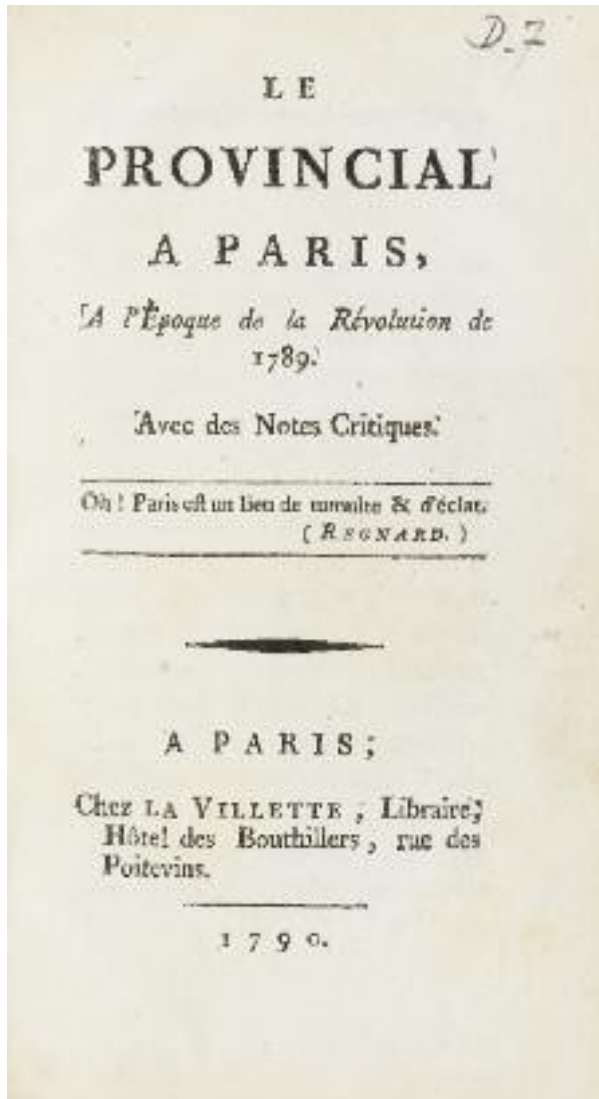 D. 7
LE
PROVINCIAL
A PARIS,
A l'Époque de la Révolution de
1789.
Avec des Notes Critiques.
Oh ! Paris est un lieu de tumulte & d'éclat.
( REGNARD. )
A PARIS;
Chez LA VILLETTE, Libraire;
Hôtel des Bouthillers, rue des
Poitevins.
1790.